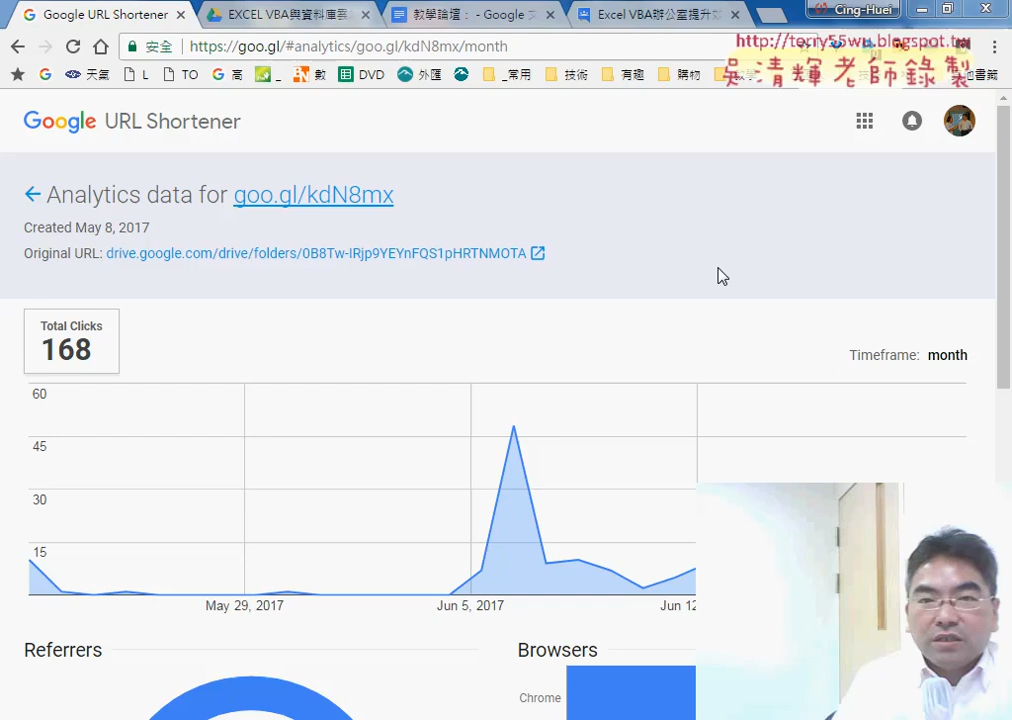 Google URL Shortener
EXCEL VBA與資料庫雲
教學論壇: - Google 文
Excel VBA辦公室提升效
Cing-Huei
安全
https://goo.gl/#analytics/goo.gl/kdN8mx/month
http://terry55wu.blogspot.tw
天氣
L
TO
高
數
DVD
外匯
_常用
技術
有趣
購物
吳清輝老師錄製
Google URL Shortener
Analytics data for goo.gl/kdN8mx
Created May 8, 2017
Original URL: drive.google.com/drive/folders/0B8Tw-IRjp9YEYnFQS1pHRTNMOTA
Total Clicks
168
Timeframe: month
60
45
30
15
May 29, 2017
Jun 5, 2017
Jun 12
Referrers
Browsers
Chrome